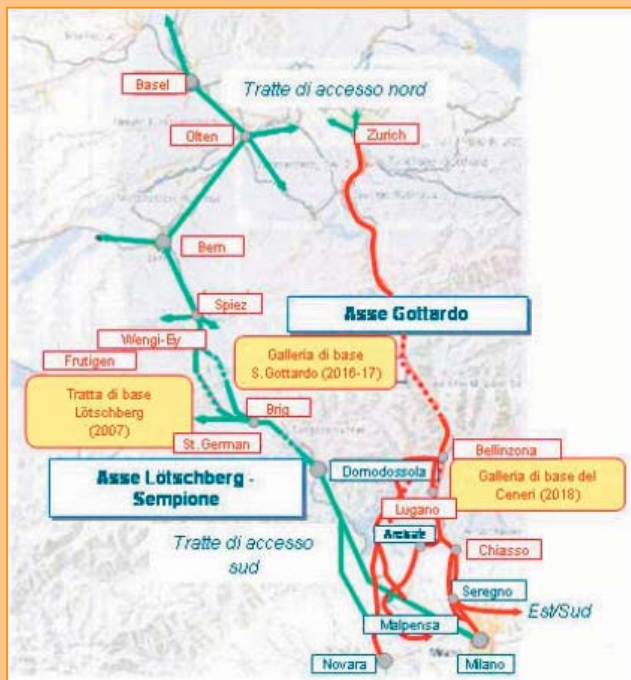 Basel
Tratte di accesso nord
Olten
Zurich
Bern
Spiez
Asse Gottardo
Wengi-Ey
Frutigen
Galleria di base
S.Gottardo (2016-17)
Tratta di base
Lötschberg
(2007)
Brig
St.German
Bellinzona
Domodossola
Asse Lötschberg -
Sempione
Galleria di base del
Ceneri (2018)
Lugano
Tratte di accesso
sud
Chiasso
Seregno
Est/Sud
Malpensa
Novara
Milano